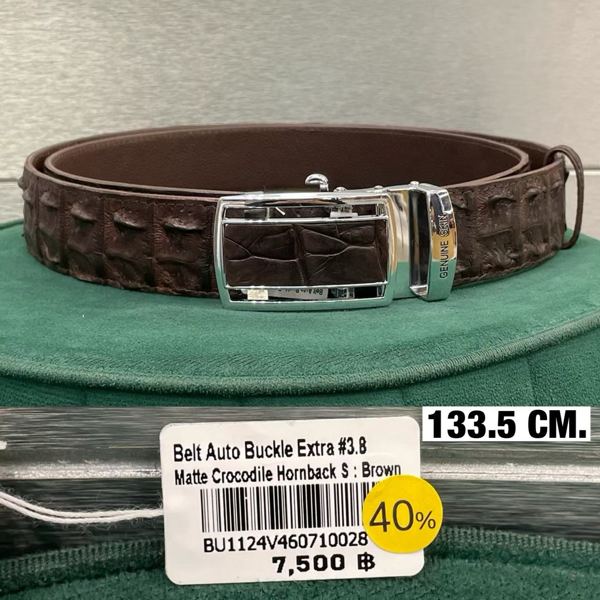 GENUINE SKIN
133.5 CM.
Belt Auto Buckle Extra #3.8
Matte Crocodile Hornback S : Brown
BU1124V460710028
40%
7,500 ฿